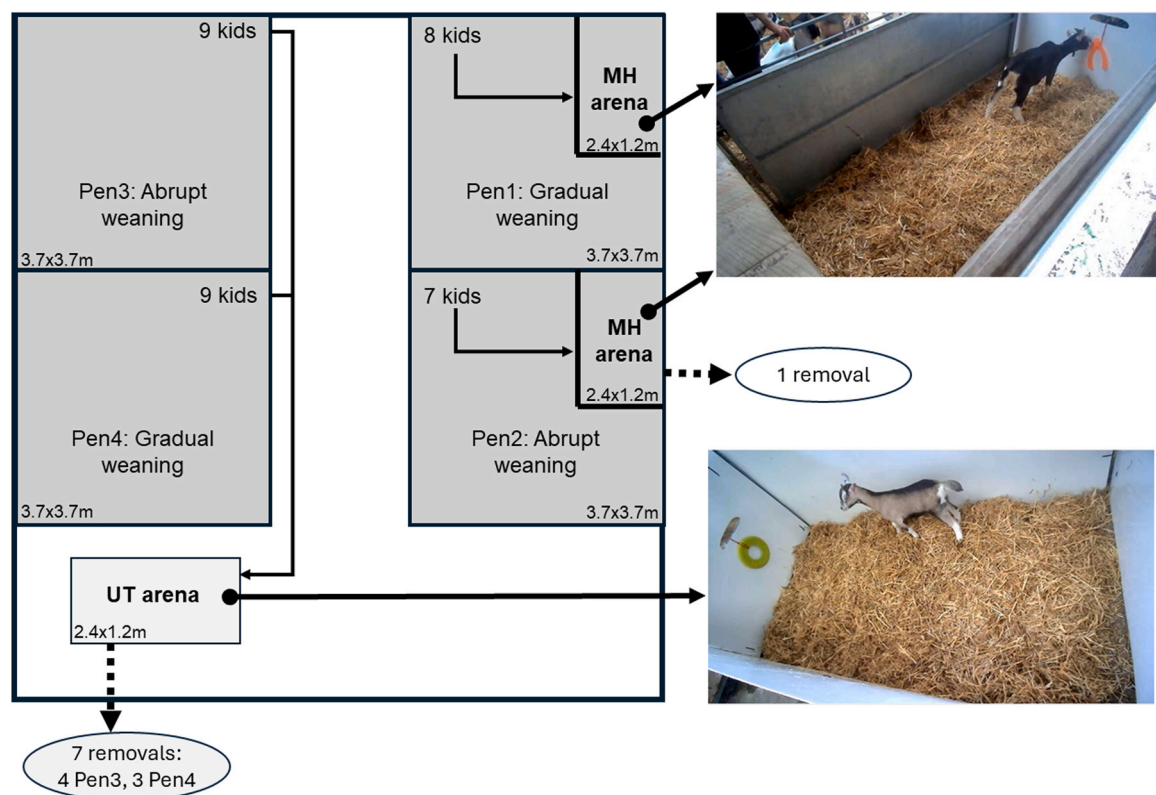 9 kids
8 kids
MH
arena
2.4x1.2m
Pen3: Abrupt
weaning
3.7x3.7m
Pen1: Gradual
weaning
3.7x3.7m
9 kids
7 kids
MH
arena
2.4x1.2m
1 removal
Pen4: Gradual
weaning
3.7x3.7m
Pen2: Abrupt
weaning
3.7x3.7m
UT arena
2.4x1.2m
7 removals:
4 Pen3, 3 Pen4